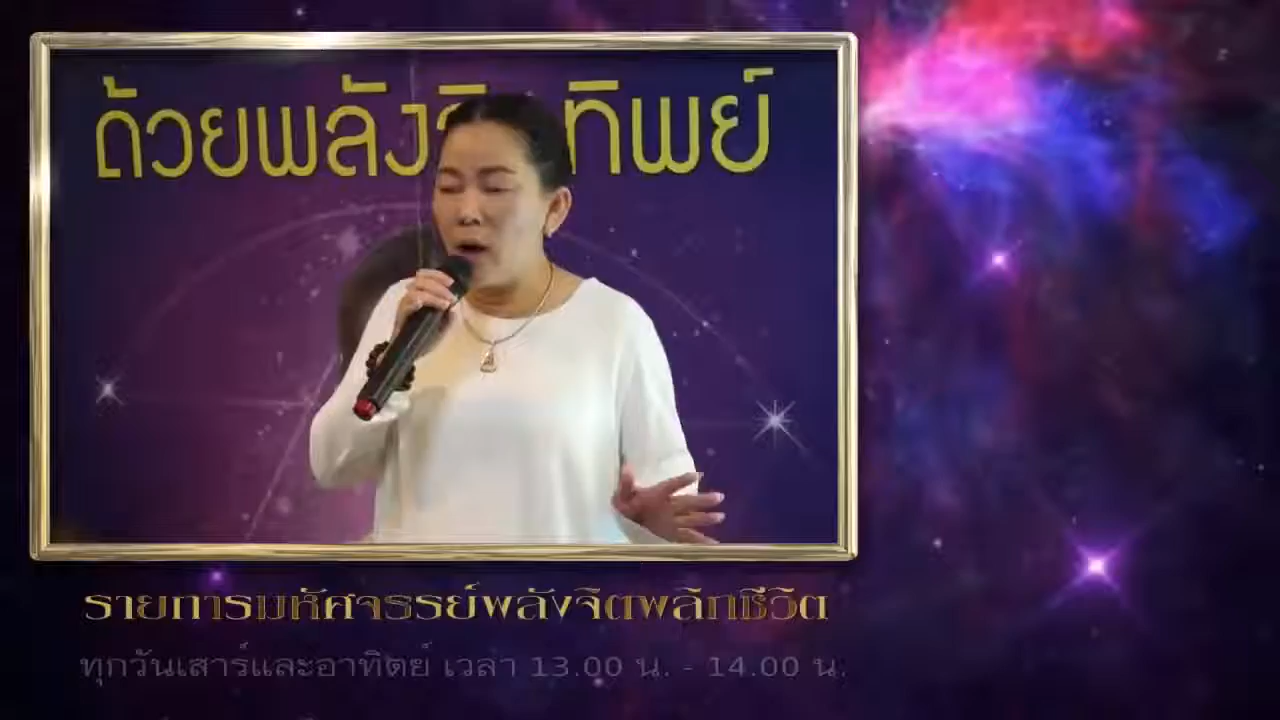 ด้วยพลังจิ ทิพย์
รายการมหัศจรรย์พลังจิตพลิกชีวิต
ทุกวันเสาร์และอาทิตย์ เวลา 13.00 น. - 14.00 น.